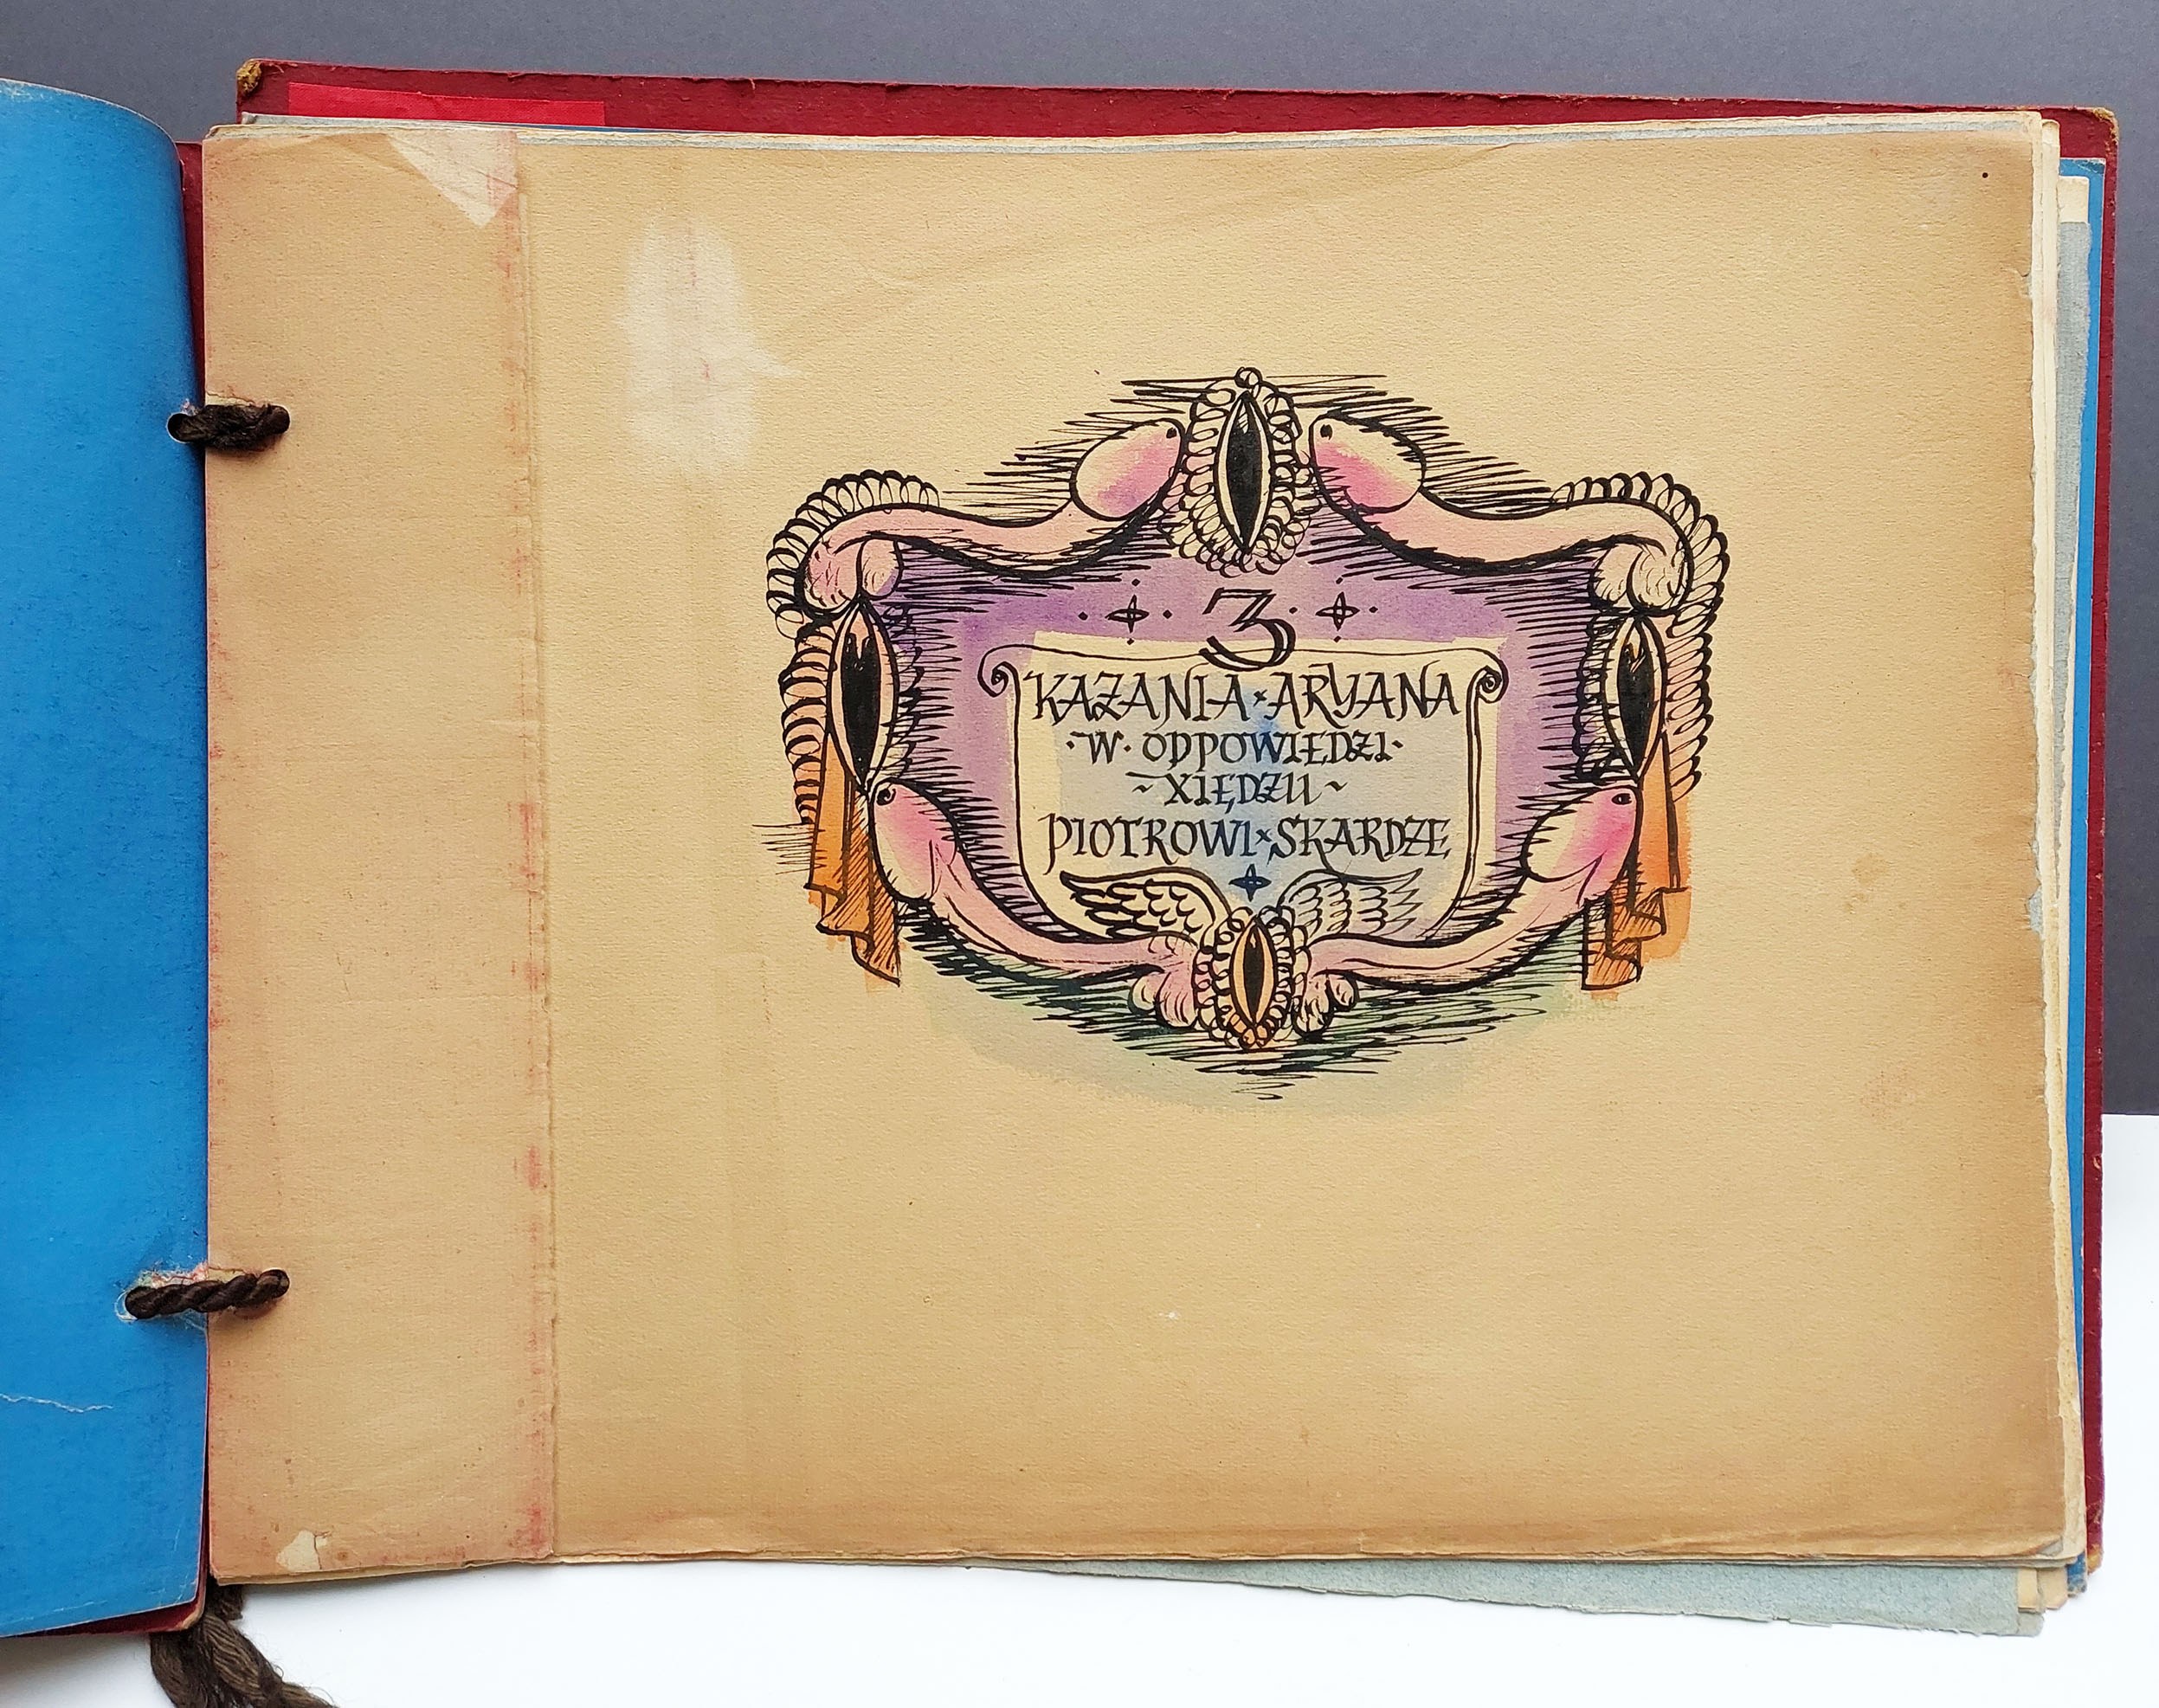 3
KAZANIA × ARYANA
· W · ODPOWIEDZI ·
~ XIĘDZU ~
PIOTROWI × SKARDZE